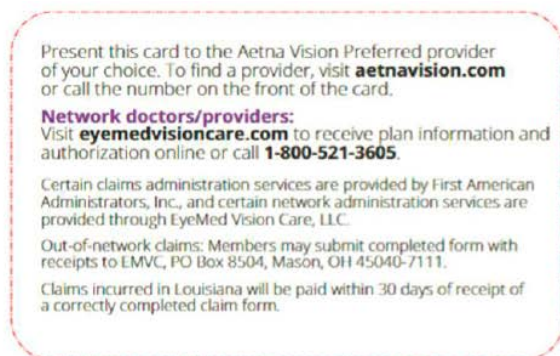 Present this card to the Aetna Vision Preferred provider
of your choice. To find a provider, visit aetnavision.com
or call the number on the front of the card.
Network doctors/providers:
Visit eyemedvisioncare.com to receive plan information and
authorization online or call 1-800-521-3605.
Certain claims administration services are provided by First American
Administrators, Inc., and certain network administration services are
provided through EyeMed Vision Care, LLC.
Out-of-network claims: Members may submit completed form with
receipts to EMVC, PO Box 8504, Mason, OH 45040-7111.
Claims incurred in Louisiana will be paid within 30 days of receipt of
a correctly completed claim form.